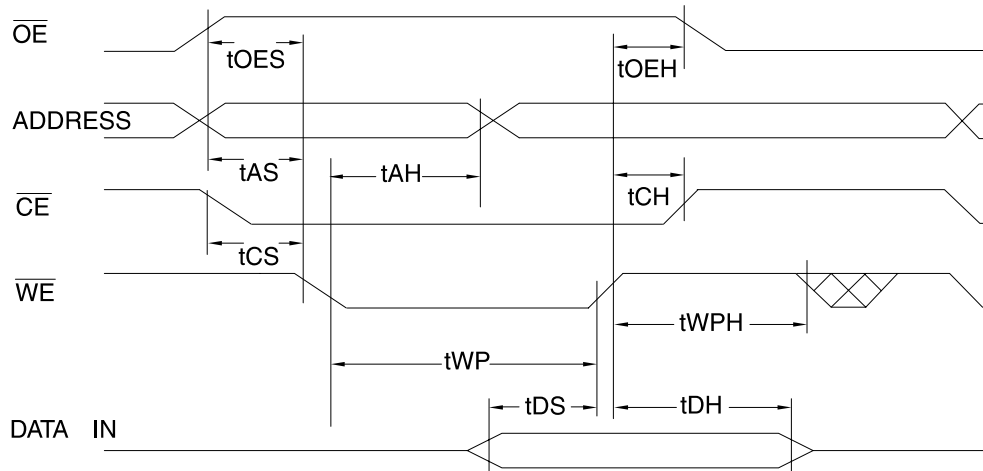 OE
tOES
tOEH
ADDRESS
tAS
tAH
tCH
CE
tCS
WE
tWPH
tWP
tDS
tDH
DATA IN